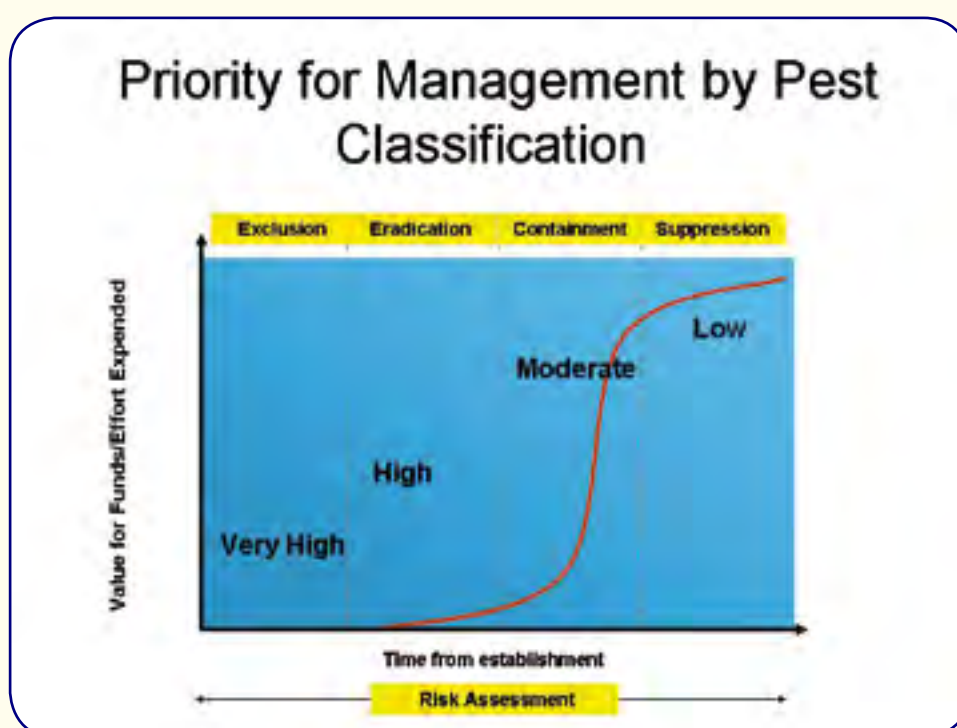 Priority for Management by Pest
Classification
Exclusion Eradication Containment Suppression
Value for Funds/Effort Expended
Low
Moderate
High
Very High
Time from establishment
Risk Assessment